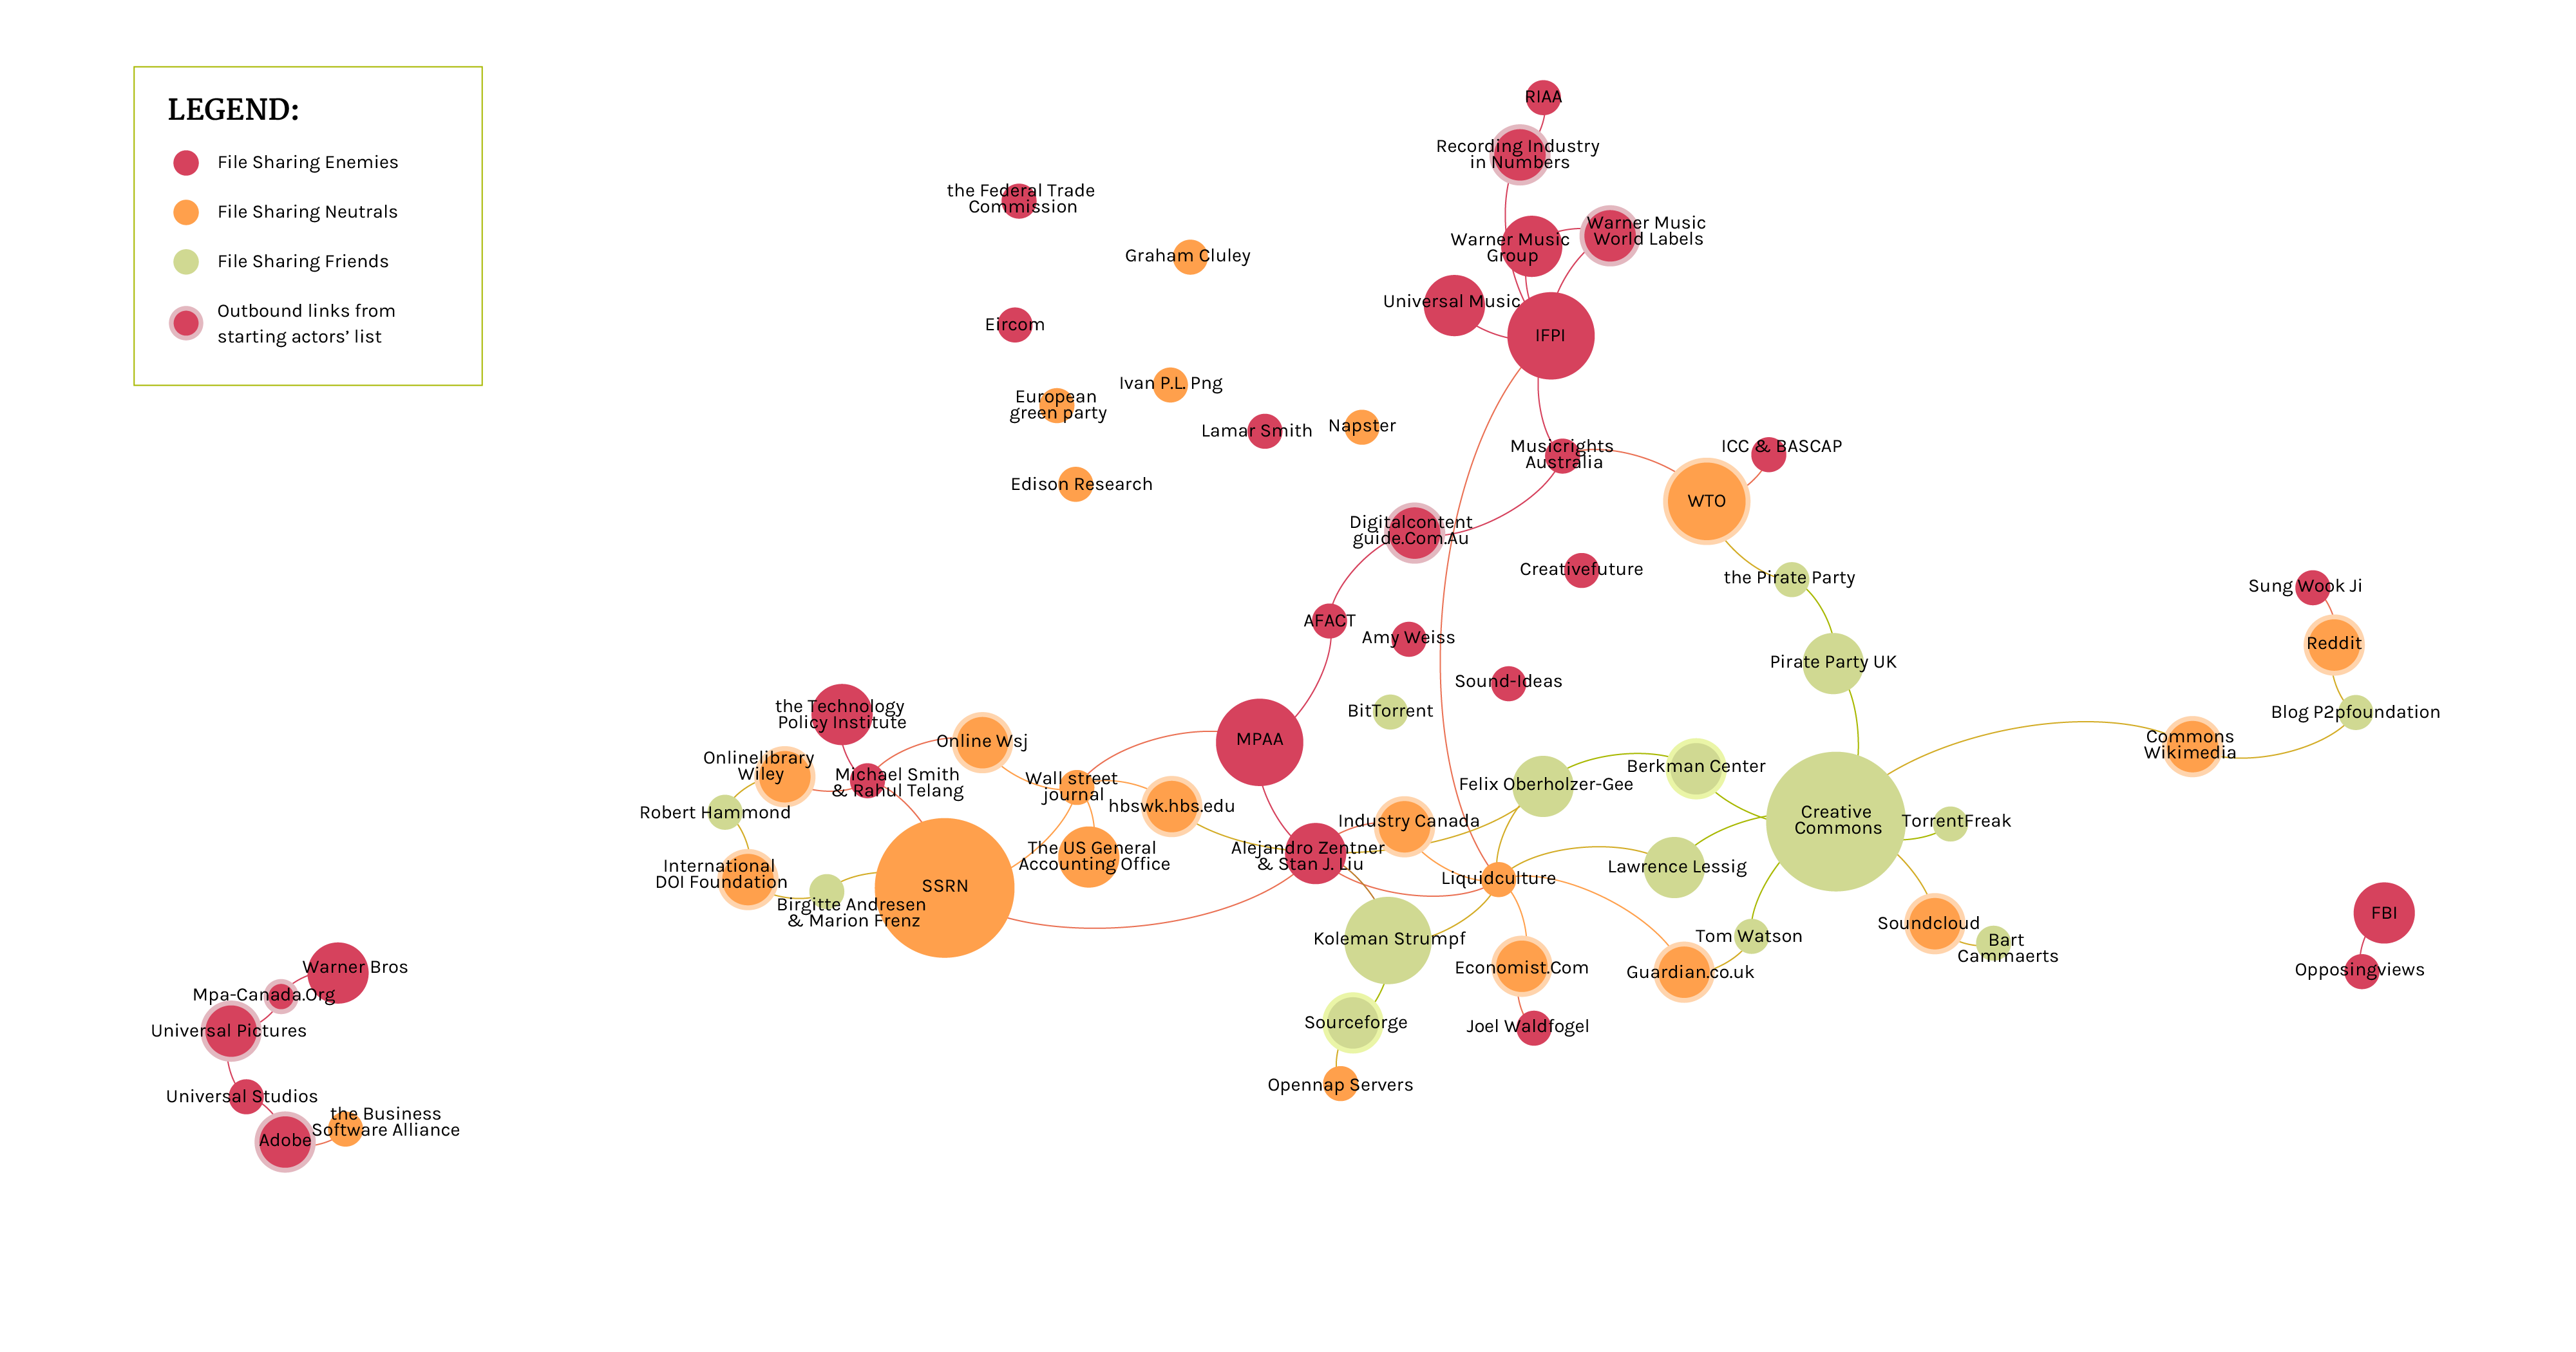 LEGEND:
File Sharing Enemies
File Sharing Neutrals
File Sharing Friends
Outbound links from
starting actors’ list
RIAA
Recording Industry
in Numbers
the Federal Trade
Commission
Warner Music
World Labels
Warner Music
Group
Graham Cluley
Universal Music
Eircom
IFPI
Ivan P.L. Png
European
green party
Lamar Smith
Napster
Musicrights
Australia
ICC & BASCAP
Edison Research
WTO
Digitalcontent
guide.Com.Au
Creativefuture
the Pirate Party
Sung Wook Ji
AFACT
Amy Weiss
Reddit
Pirate Party UK
Sound-Ideas
the Technology
Policy Institute
BitTorrent
Blog P2pfoundation
Online Wsj
MPAA
Commons
Wikimedia
Onlinelibrary
Wiley
Michael Smith
& Rahul Telang
Wall street
journal
Berkman Center
Felix Oberholzer-Gee
hbswk.hbs.edu
Robert Hammond
Industry Canada
Creative
Commons
TorrentFreak
The US General
Accounting Office
Alejandro Zentner
& Stan J. Liu
Lawrence Lessig
International
DOI Foundation
SSRN
Liquidculture
Birgitte Andresen
& Marion Frenz
FBI
Soundcloud
Koleman Strumpf
Tom Watson
Bart
Cammaerts
Warner Bros
Economist.Com
Guardian.co.uk
Opposingviews
Mpa-Canada.Org
Universal Pictures
Sourceforge
Joel Waldfogel
Opennap Servers
Universal Studios
the Business
Software Alliance
Adobe